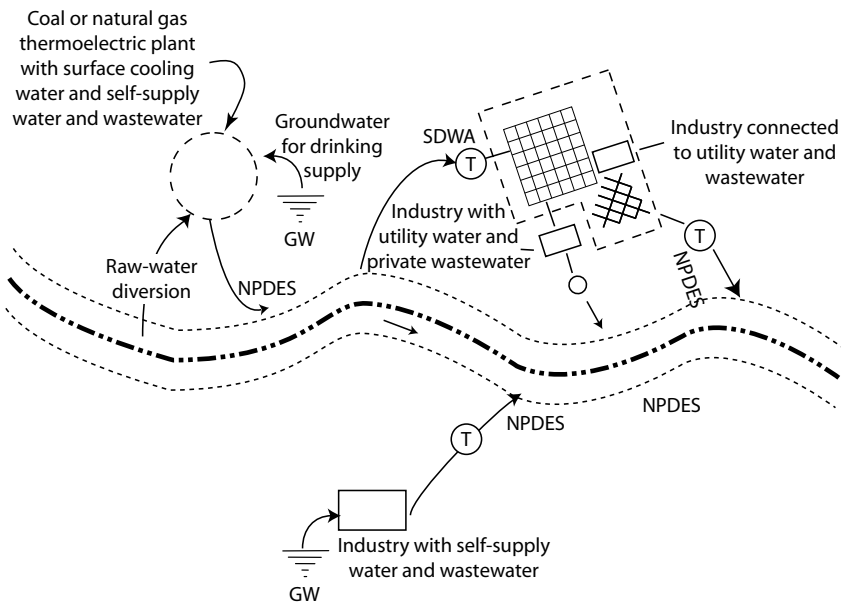 Coal or natural gas
thermoelectric plant
with surface cooling
water and self-supply
water and wastewater
Groundwater
for drinking
supply
GW
Raw-water
diversion
NPDES
SDWA
T
Industry connected
to utility water and
wastewater
Industry with
utility water and
private wastewater
T
NPDES
NPDES
NPDES
T
Industry with self-supply
water and wastewater
GW